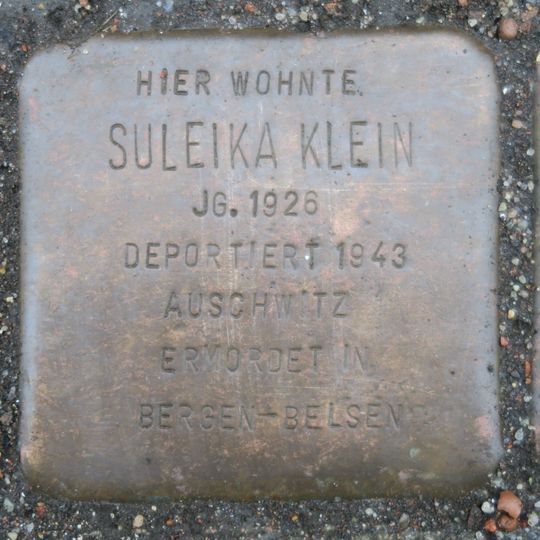 HIER WOHNTE
SULEIKA KLEIN
JG. 1926
DEPORTIERT 1943
AUSCHWITZ
ERMORDET IN
BERGEN-BELSEN